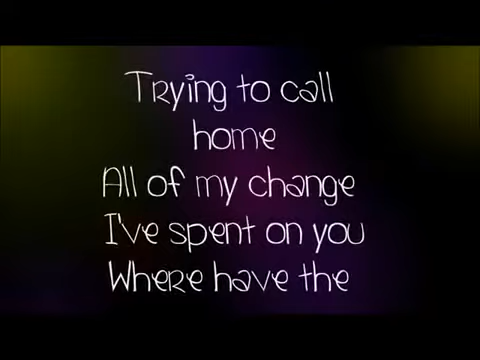 Trying to call
home
All of my change
I've spent on you
Where have the